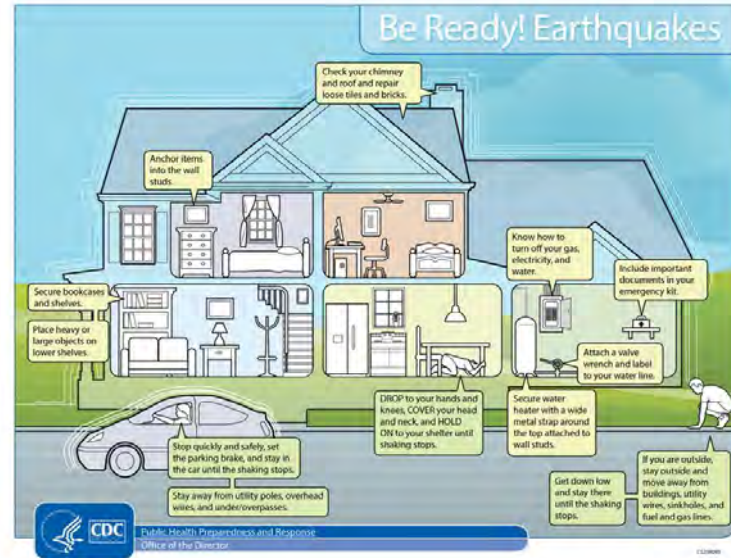 Be Ready! Earthquakes
Check your chimney
and roof and repair
loose tiles and bricks.
Anchor items
into the wall
studs.
Know how to
turn off your gas,
electricity, and
water.
Include important
documents in your
emergency kit.
Secure bookcases
and shelves.
Place heavy or
large objects on
lower shelves.
Attach a valve
wrench and label
to your water line.
DROP to your hands and
knees, COVER your head
and neck, and HOLD
ON to your shelter until
shaking stops.
Secure water
heater with a wide
metal strap around
the top attached to
wall studs.
Stop quickly and safely, set
the parking brake, and stay in
the car until the shaking stops.
Stay away from utility poles, overhead
wires, and under/overpasses.
Get down low
and stay there
until the shaking
stops.
If you are outside,
stay outside and
move away from
buildings, utility
wires, sinkholes, and
fuel and gas lines.
CDC
Public Health Preparedness and Response
Office of the Director